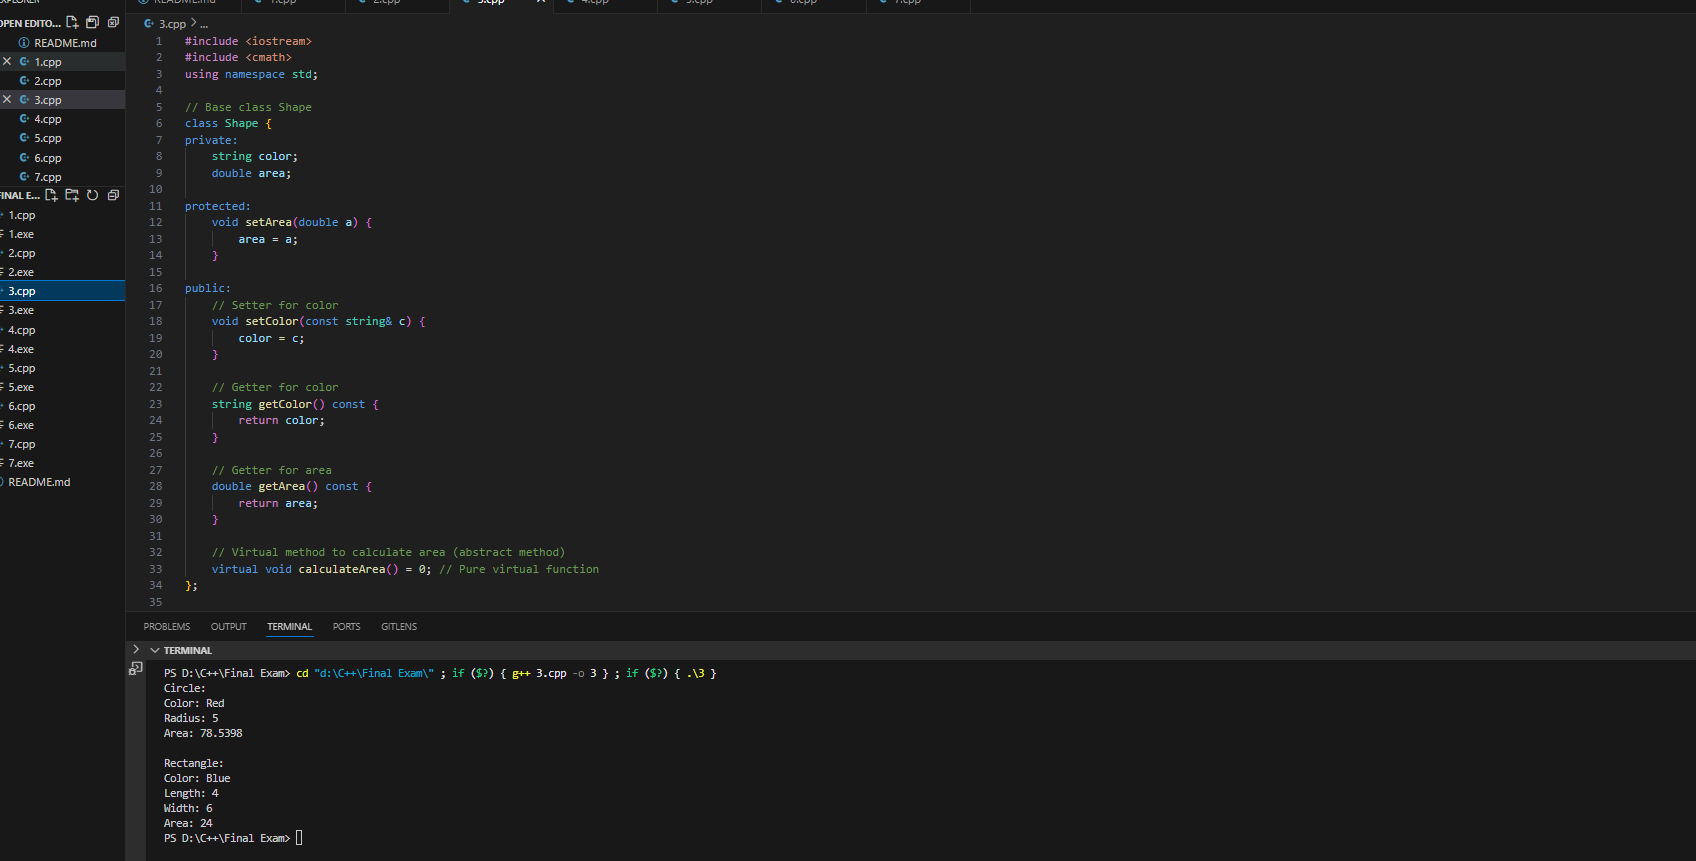 README.md 1.cpp 2.cpp 3.cpp 4.cpp 5.cpp 6.cpp 7.cpp
OPEN EDITO...
README.md
1.cpp
2.cpp
3.cpp
4.cpp
5.cpp
6.cpp
7.cpp
FINAL E...
1.cpp
1.exe
2.cpp
2.exe
3.cpp
3.exe
4.cpp
4.exe
5.cpp
5.exe
6.cpp
6.exe
7.cpp
7.exe
README.md
3.cpp > ...
1 #include <iostream>
2 #include <cmath>
3 using namespace std;
4
5 // Base class Shape
6 class Shape {
7 private:
8     string color;
9     double area;
10
11 protected:
12     void setArea(double a) {
13         area = a;
14     }
15
16 public:
17     // Setter for color
18     void setColor(const string& c) {
19         color = c;
20     }
21
22     // Getter for color
23     string getColor() const {
24         return color;
25     }
26
27     // Getter for area
28     double getArea() const {
29         return area;
30     }
31
32     // Virtual method to calculate area (abstract method)
33     virtual void calculateArea() = 0; // Pure virtual function
34 };
35
PROBLEMS OUTPUT TERMINAL PORTS GITLENS
TERMINAL
PS D:\C++\Final Exam> cd "d:\C++\Final Exam\" ; if ($?) { g++ 3.cpp -o 3 } ; if ($?) { .\3 }
Circle:
Color: Red
Radius: 5
Area: 78.5398
Rectangle:
Color: Blue
Length: 4
Width: 6
Area: 24
PS D:\C++\Final Exam>